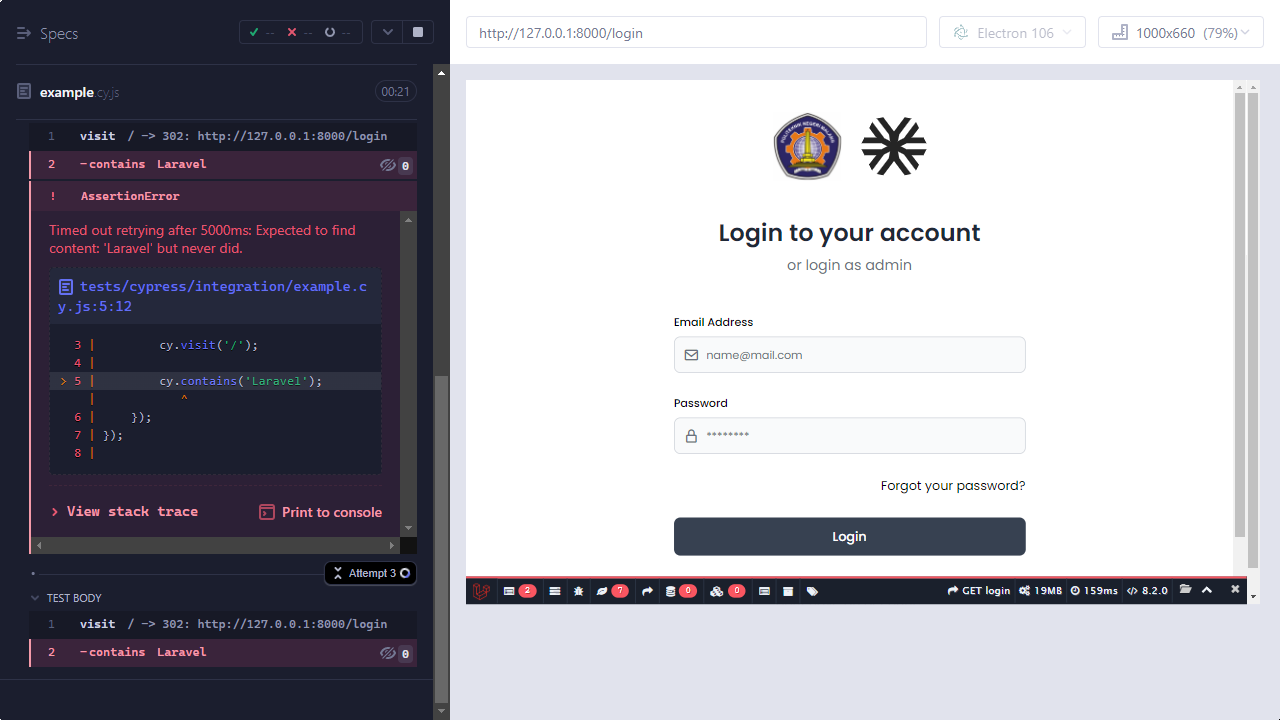 Specs
--
--
--
example.cy.js
00:21
1 visit / -> 302: http://127.0.0.1:8000/login
2 -contains Laravel 0
! AssertionError
Timed out retrying after 5000ms: Expected to find
content: 'Laravel' but never did.
tests/cypress/integration/example.c
y.js:5:12
3 | cy.visit('/');
4 |
> 5 | cy.contains('Laravel');
| ^
6 | });
7 | });
8 |
> View stack trace
Print to console
Attempt 3
TEST BODY
1 visit / -> 302: http://127.0.0.1:8000/login
2 -contains Laravel 0
http://127.0.0.1:8000/login
Electron 106
1000x660 (79%)
POLITEKNIK NEGERI MALANG
Login to your account
or login as admin
Email Address
name@mail.com
Password
********
Forgot your password?
Login
2
7
0
0
GET login
19MB
159ms
8.2.0